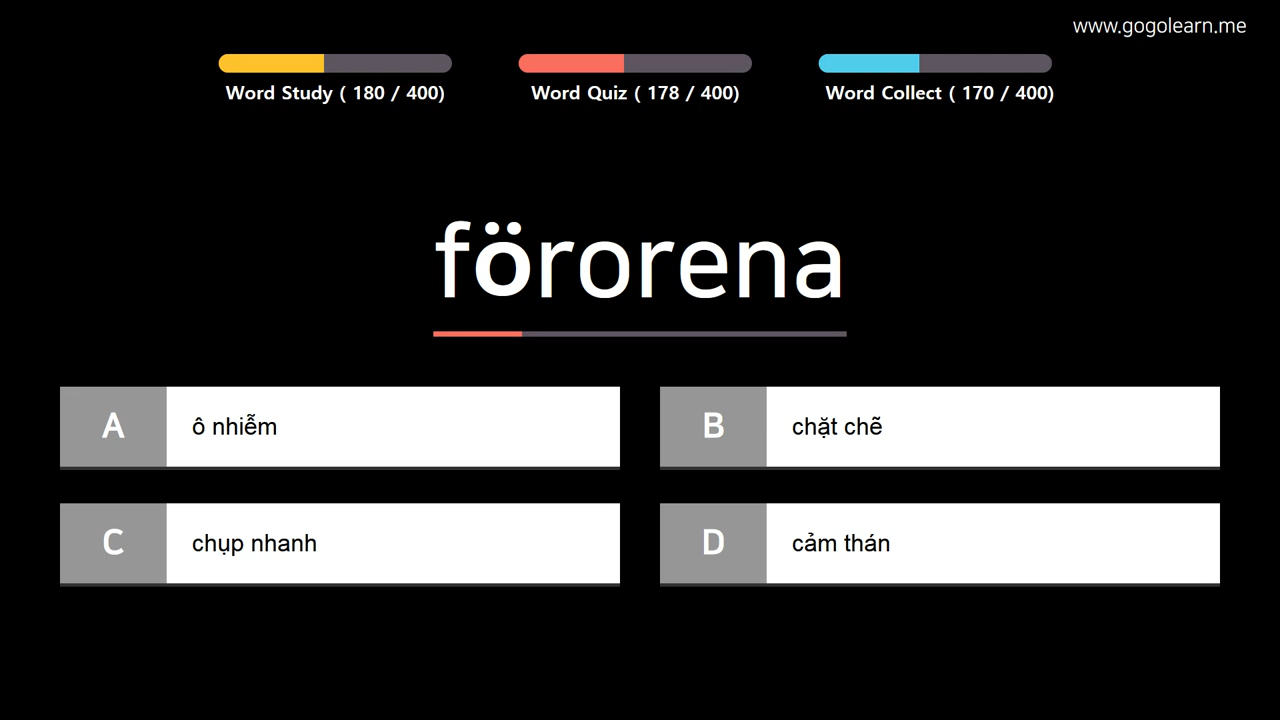 www.gogolearn.me
Word Study ( 180 / 400)
Word Quiz ( 178 / 400)
Word Collect ( 170 / 400)
förorena
A ô nhiễm
B chặt chẽ
C chụp nhanh
D cảm thán